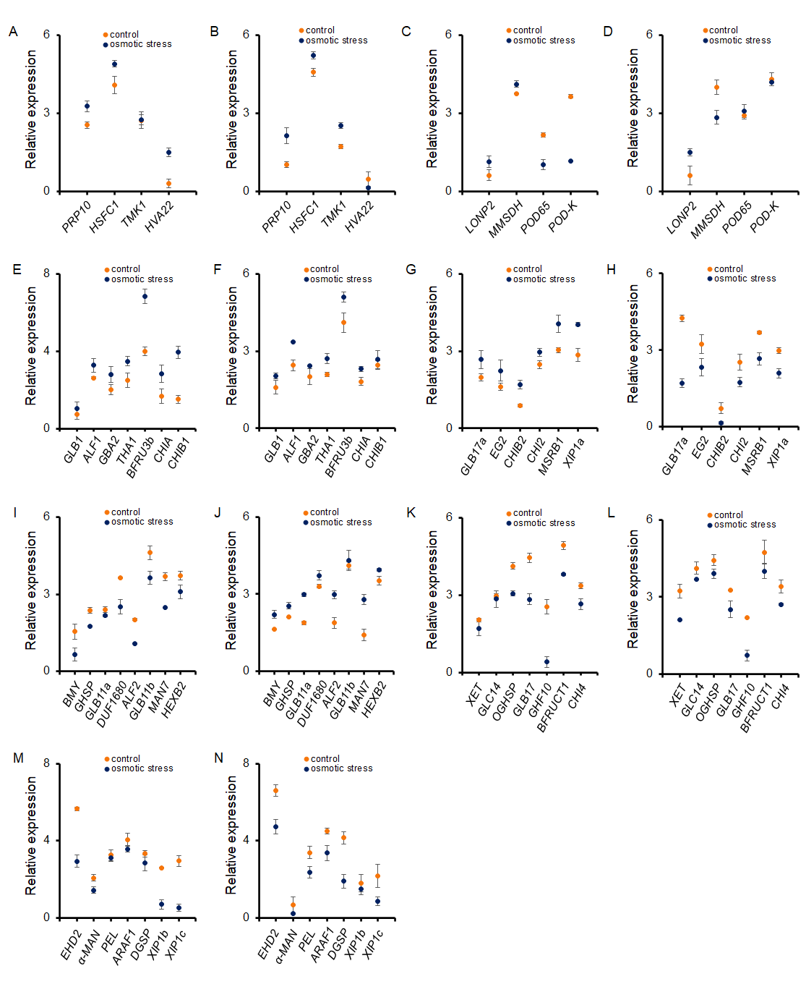 A
control
osmotic stress
Relative expression
6
3
0
PRP10
HSFC1
TMK1
HVA22
B
control
osmotic stress
Relative expression
6
3
0
PRP10
HSFC1
TMK1
HVA22
C
control
osmotic stress
Relative expression
6
3
0
LONP2
MMSDH
POD65
POD-K
D
control
osmotic stress
Relative expression
6
3
0
LONP2
MMSDH
POD65
POD-K
E
control
osmotic stress
Relative expression
8
4
0
GLB1
ALF1
GBA2
THA1
BFRU3b
CHIA
CHIB1
F
control
osmotic stress
Relative expression
6
3
0
GLB1
ALF1
GBA2
THA1
BFRU3b
CHIA
CHIB1
G
control
osmotic stress
Relative expression
6
3
0
GLB17a
EG2
CHIB2
CHI2
MSRB1
XIP1a
H
control
osmotic stress
Relative expression
6
3
0
GLB17a
EG2
CHIB2
CHI2
MSRB1
XIP1a
I
control
osmotic stress
Relative expression
6
3
0
BMY
GHSP
GLB11a
DUF1680
ALF2
GLB11b
MAN7
HEXB2
J
control
osmotic stress
Relative expression
6
3
0
BMY
GHSP
GLB11a
DUF1680
ALF2
GLB11b
MAN7
HEXB2
K
control
osmotic stress
Relative expression
6
3
0
XET
GLC14
OGHSP
GLB17
GHF10
BFRUCT1
CHI4
L
control
osmotic stress
Relative expression
6
3
0
XET
GLC14
OGHSP
GLB17
GHF10
BFRUCT1
CHI4
M
control
osmotic stress
Relative expression
8
4
0
EHD2
α-MAN
PEL
ARAF1
DGSP
XIP1b
XIP1c
N
control
osmotic stress
Relative expression
8
4
0
EHD2
α-MAN
PEL
ARAF1
DGSP
XIP1b
XIP1c